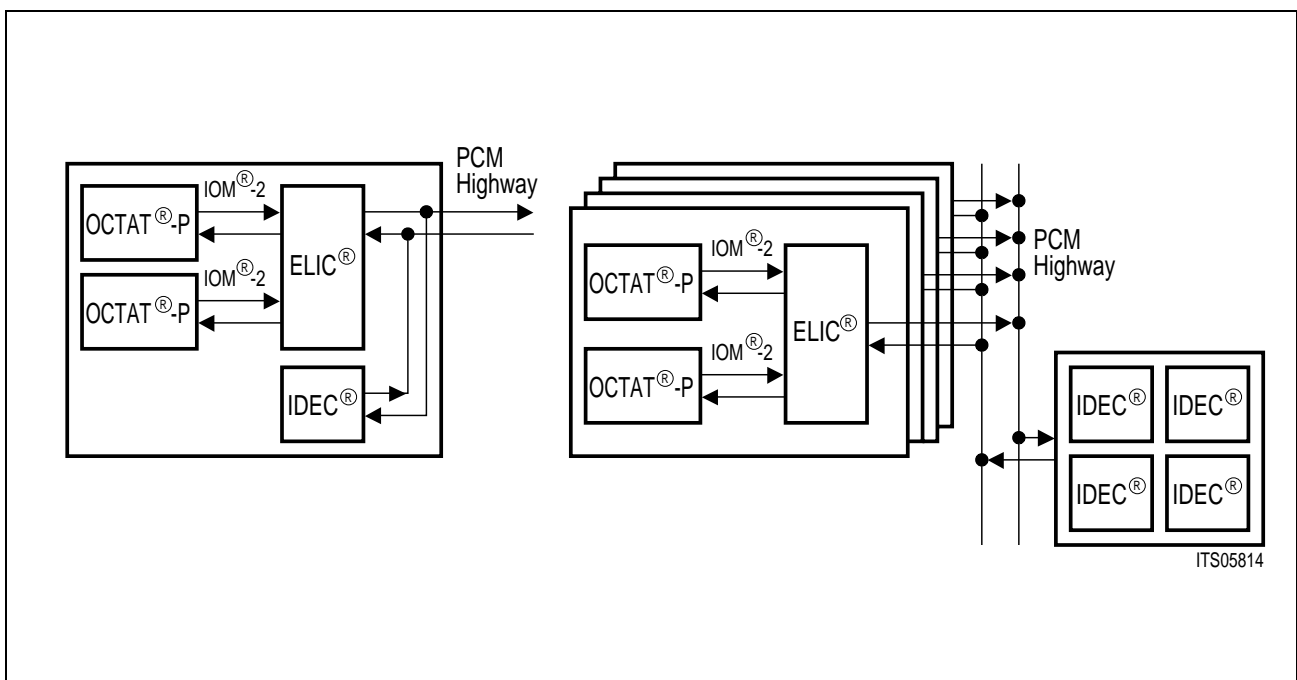 PCM
Highway
OCTAT®-P
IOM®-2
ELIC®
OCTAT®-P
IOM®-2
IDEC®
OCTAT®-P
IOM®-2
ELIC®
OCTAT®-P
IOM®-2
PCM
Highway
IDEC® IDEC®
IDEC® IDEC®
ITS05814